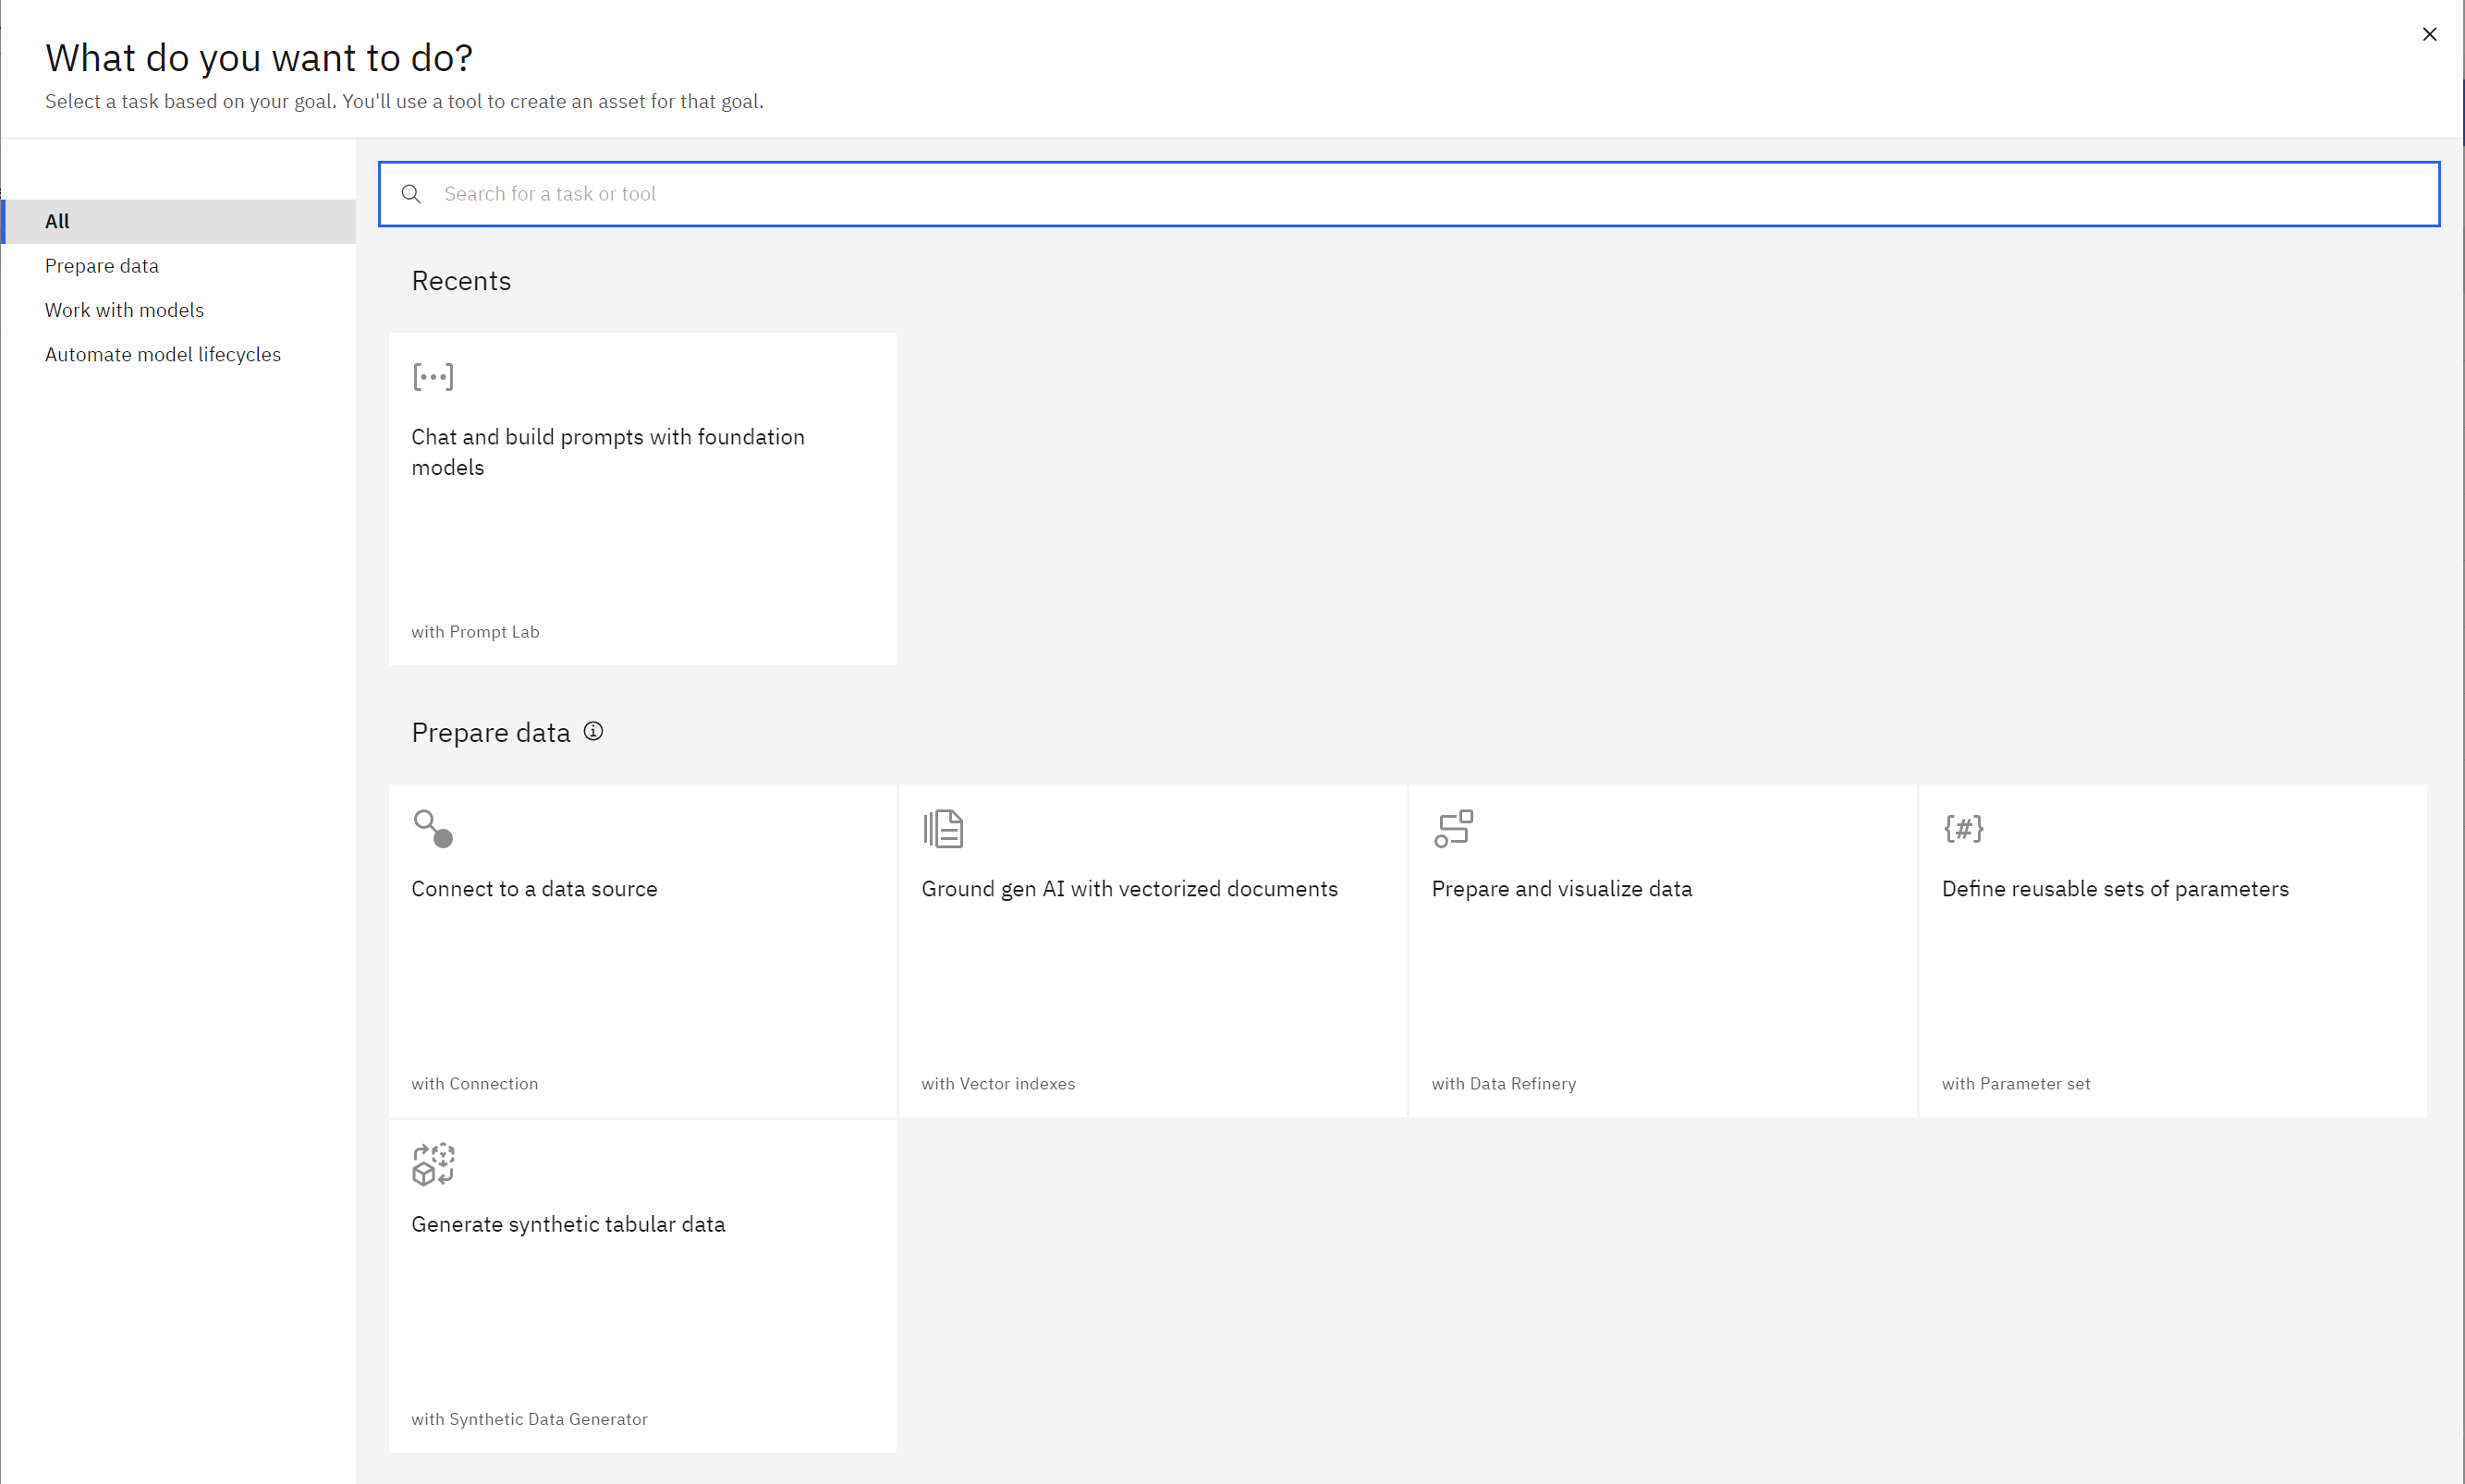 What do you want to do?
Select a task based on your goal. You'll use a tool to create an asset for that goal.
All
Prepare data
Work with models
Automate model lifecycles
Search for a task or tool
Recents
Chat and build prompts with foundation
models
with Prompt Lab
Prepare data
Connect to a data source
with Connection
Ground gen AI with vectorized documents
with Vector indexes
Prepare and visualize data
with Data Refinery
{#}
Define reusable sets of parameters
with Parameter set
Generate synthetic tabular data
with Synthetic Data Generator